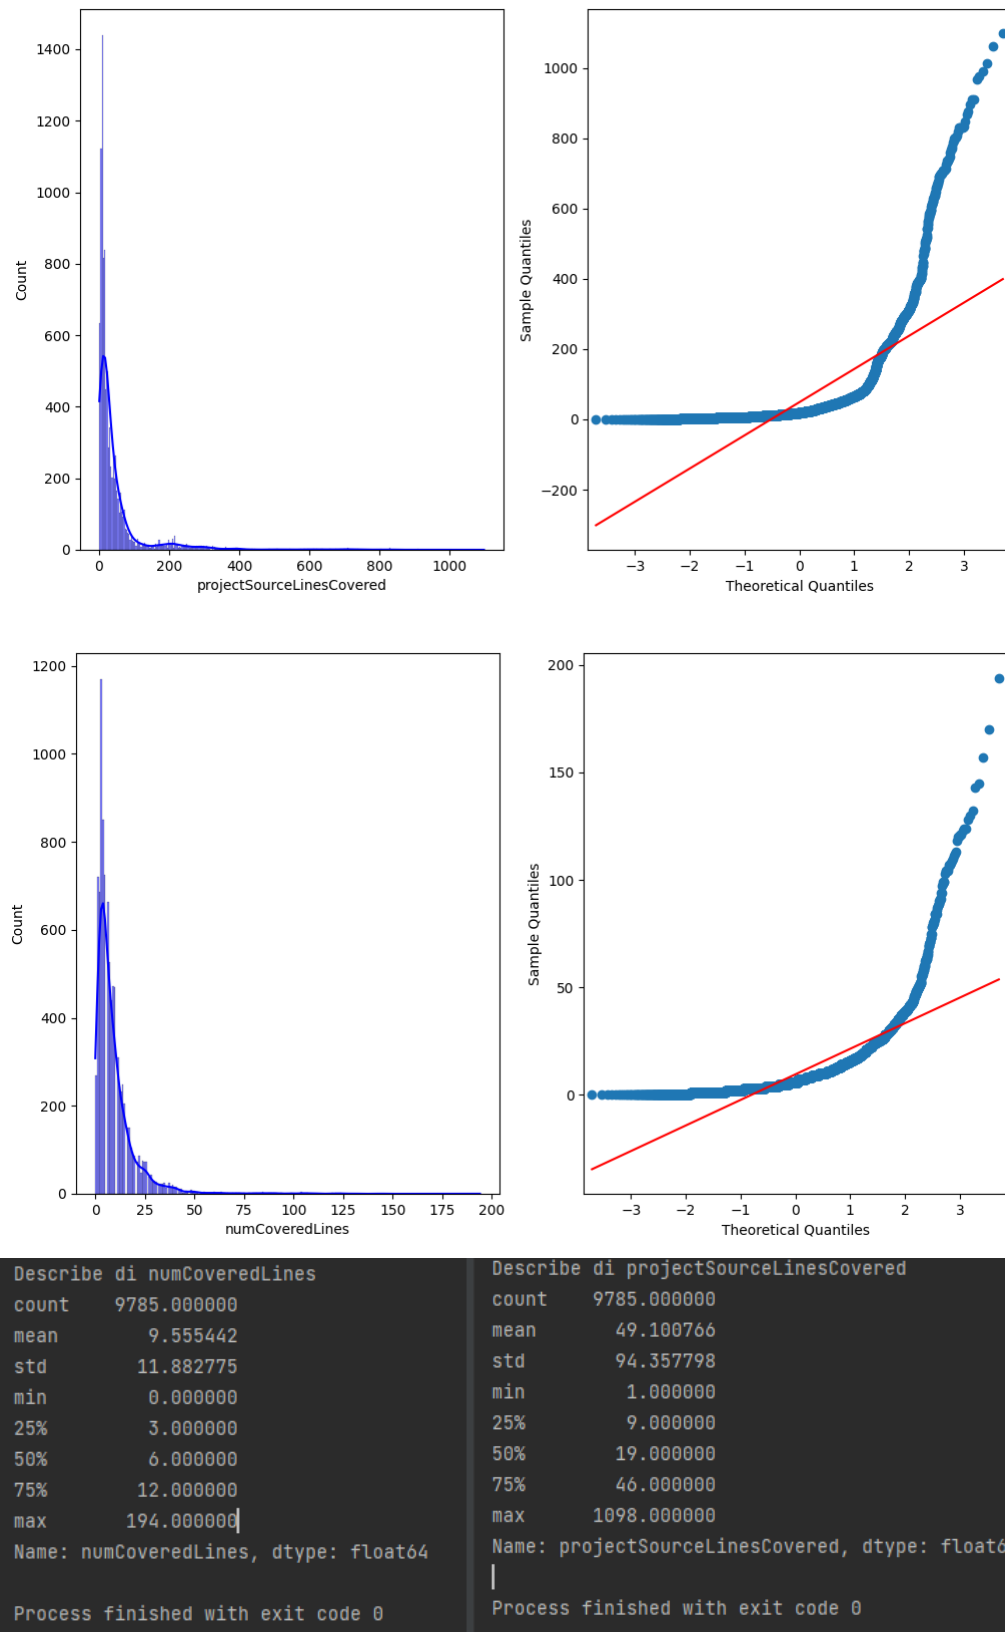 1400
1200
1000
800
600
400
200
0
Count
0 200 400 600 800 1000
projectSourceLinesCovered
1000
800
600
400
200
0
−200
Sample Quantiles
−3 −2 −1 0 1 2 3
Theoretical Quantiles
1200
1000
800
600
400
200
0
Count
0 25 50 75 100 125 150 175 200
numCoveredLines
200
150
100
50
0
Sample Quantiles
−3 −2 −1 0 1 2 3
Theoretical Quantiles
Describe di numCoveredLines
count 9785.000000
mean 9.555442
std 11.882775
min 0.000000
25% 3.000000
50% 6.000000
75% 12.000000
max 194.000000
Name: numCoveredLines, dtype: float64
Process finished with exit code 0
Describe di projectSourceLinesCovered
count 9785.000000
mean 49.100766
std 94.357798
min 1.000000
25% 9.000000
50% 19.000000
75% 46.000000
max 1098.000000
Name: projectSourceLinesCovered, dtype: float6
Process finished with exit code 0